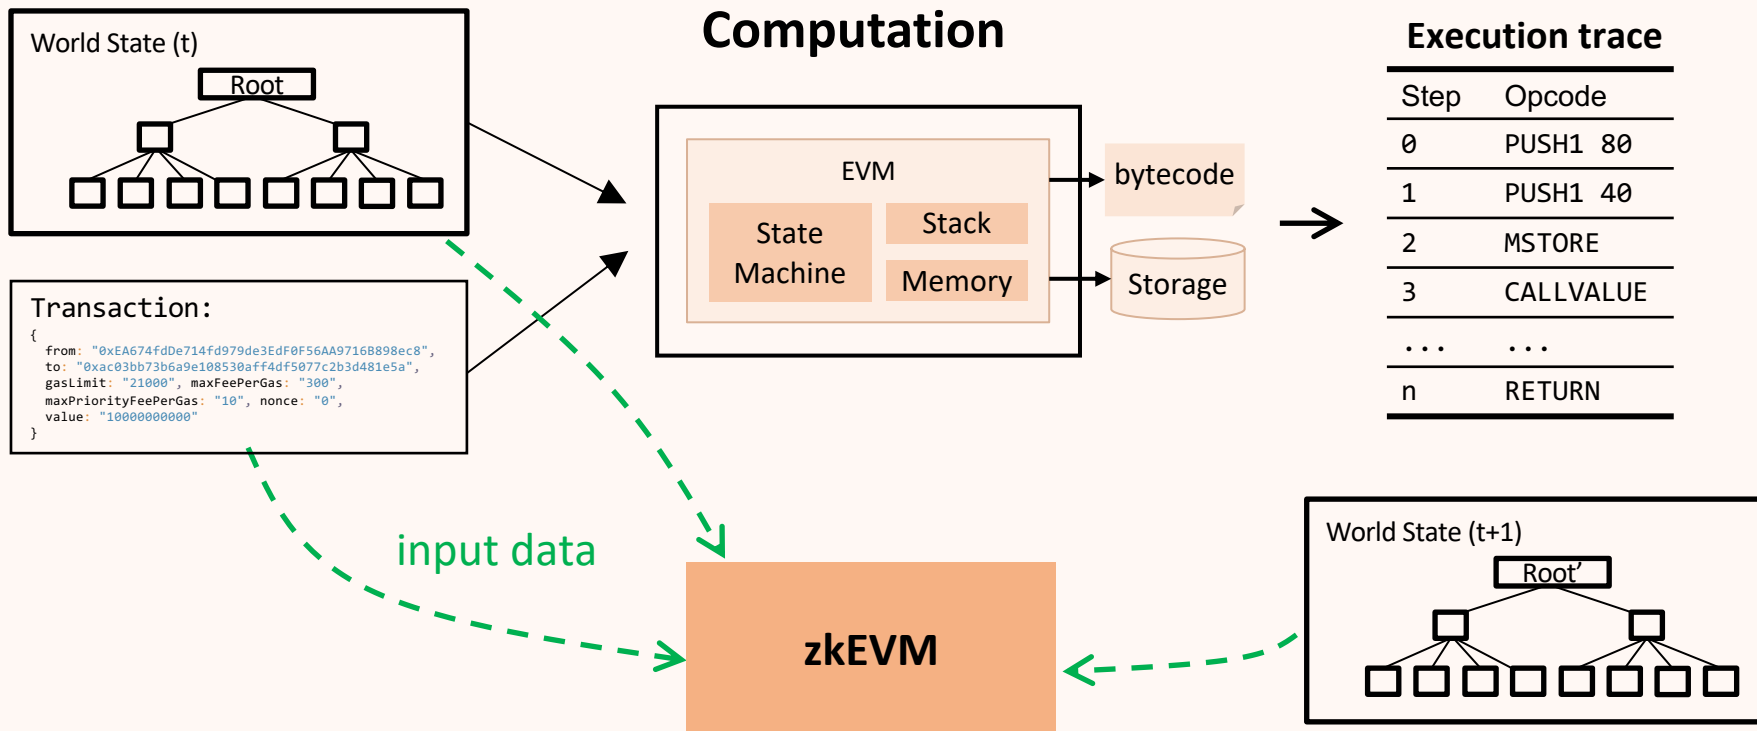 World State (t)
Root
Transaction:
{
from: "0xEA674fdDe714fd979de3EdF0F56AA9716B898ec8",
to: "0xac03bb73b6a9e108530aff4df5077c2b3d481e5a",
gasLimit: "21000", maxFeePerGas: "300",
maxPriorityFeePerGas: "10", nonce: "0",
value: "10000000000"
}
Computation
EVM
State
Machine
Stack
Memory
bytecode
Storage
Execution trace
Step Opcode
0 PUSH1 80
1 PUSH1 40
2 MSTORE
3 CALLVALUE
... ...
n RETURN
input data
zkEVM
World State (t+1)
Root'